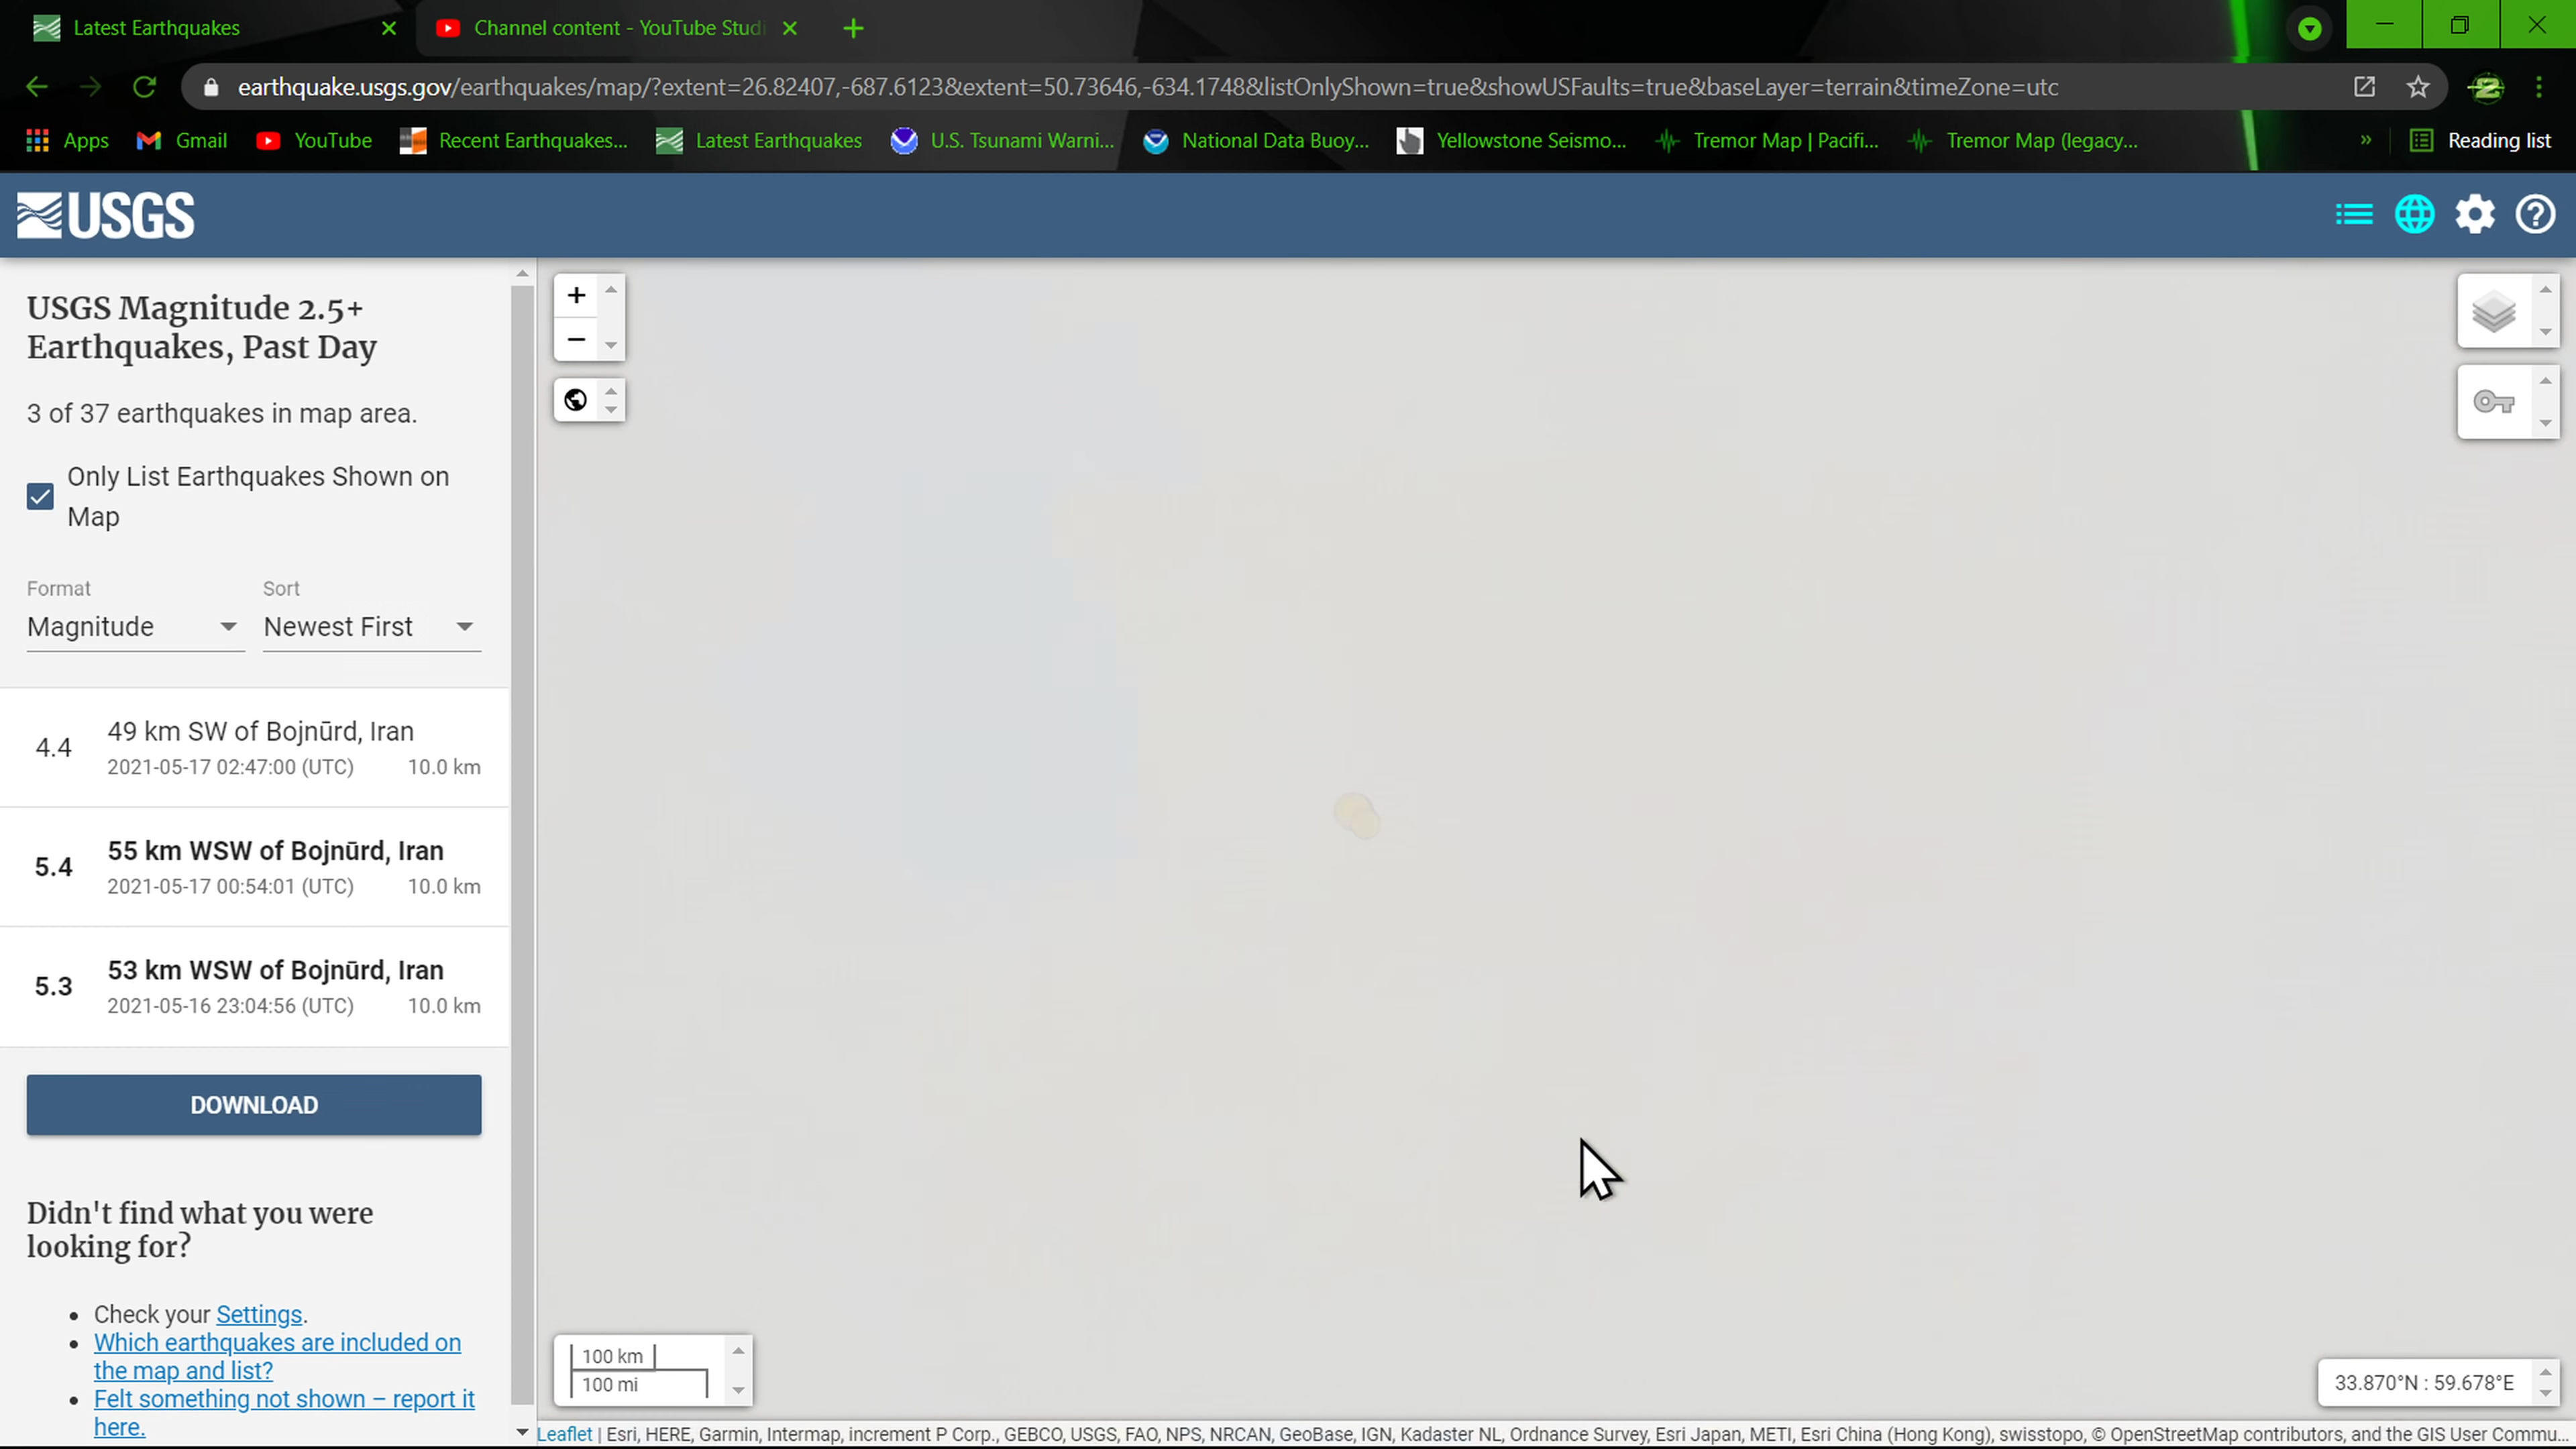 Latest Earthquakes
Channel content - YouTube Studi
earthquake.usgs.gov/earthquakes/map/?extent=26.82407,-687.6123&extent=50.73646,-634.1748&listOnlyShown=true&showUSFaults=true&baseLayer=terrain&timeZone=utc
Apps Gmail YouTube Recent Earthquakes... Latest Earthquakes U.S. Tsunami Warni... National Data Buoy... Yellowstone Seismo... Tremor Map | Pacifi... Tremor Map (legacy... » Reading list
USGS
USGS Magnitude 2.5+
Earthquakes, Past Day
3 of 37 earthquakes in map area.
Only List Earthquakes Shown on
Map
Format Sort
Magnitude Newest First
4.4 49 km SW of Bojnūrd, Iran
2021-05-17 02:47:00 (UTC) 10.0 km
5.4 55 km WSW of Bojnūrd, Iran
2021-05-17 00:54:01 (UTC) 10.0 km
5.3 53 km WSW of Bojnūrd, Iran
2021-05-16 23:04:56 (UTC) 10.0 km
DOWNLOAD
Didn't find what you were
looking for?
• Check your Settings.
• Which earthquakes are included on
the map and list?
• Felt something not shown – report it
here.
+
−
100 km
100 mi
33.870°N : 59.678°E
Leaflet | Esri, HERE, Garmin, Intermap, increment P Corp., GEBCO, USGS, FAO, NPS, NRCAN, GeoBase, IGN, Kadaster NL, Ordnance Survey, Esri Japan, METI, Esri China (Hong Kong), swisstopo, © OpenStreetMap contributors, and the GIS User Commu...